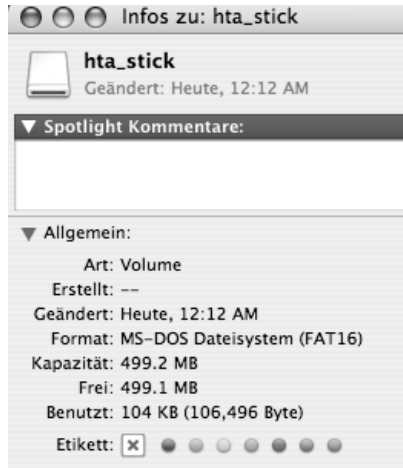 Infos zu: hta_stick
hta_stick
Geändert: Heute, 12:12 AM
Spotlight Kommentare:
Allgemein:
Art: Volume
Erstellt: --
Geändert: Heute, 12:12 AM
Format: MS-DOS Dateisystem (FAT16)
Kapazität: 499.2 MB
Frei: 499.1 MB
Benutzt: 104 KB (106,496 Byte)
Etikett: